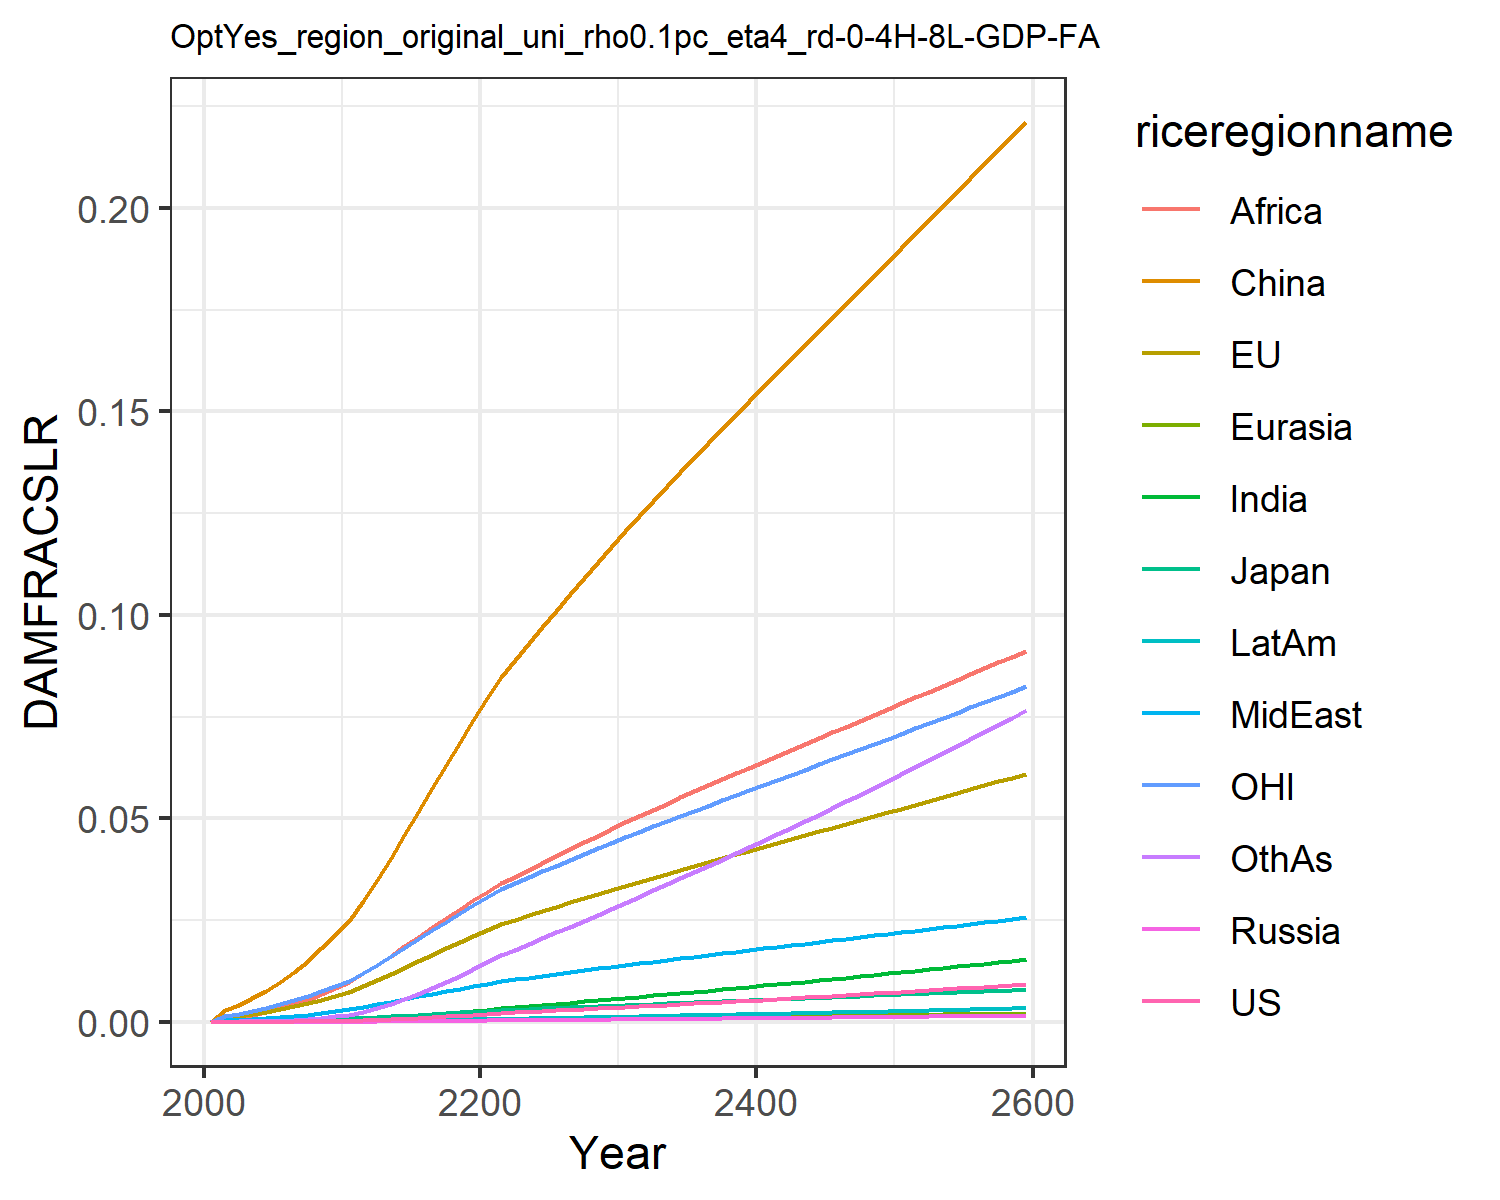 OptYes_region_original_uni_rho0.1pc_eta4_rd-0-4H-8L-GDP-FA
DAMFRACSLR
0.20
0.15
0.10
0.05
0.00
2000
2200
2400
2600
Year
riceregionname
Africa
China
EU
Eurasia
India
Japan
LatAm
MidEast
OHI
OthAs
Russia
US